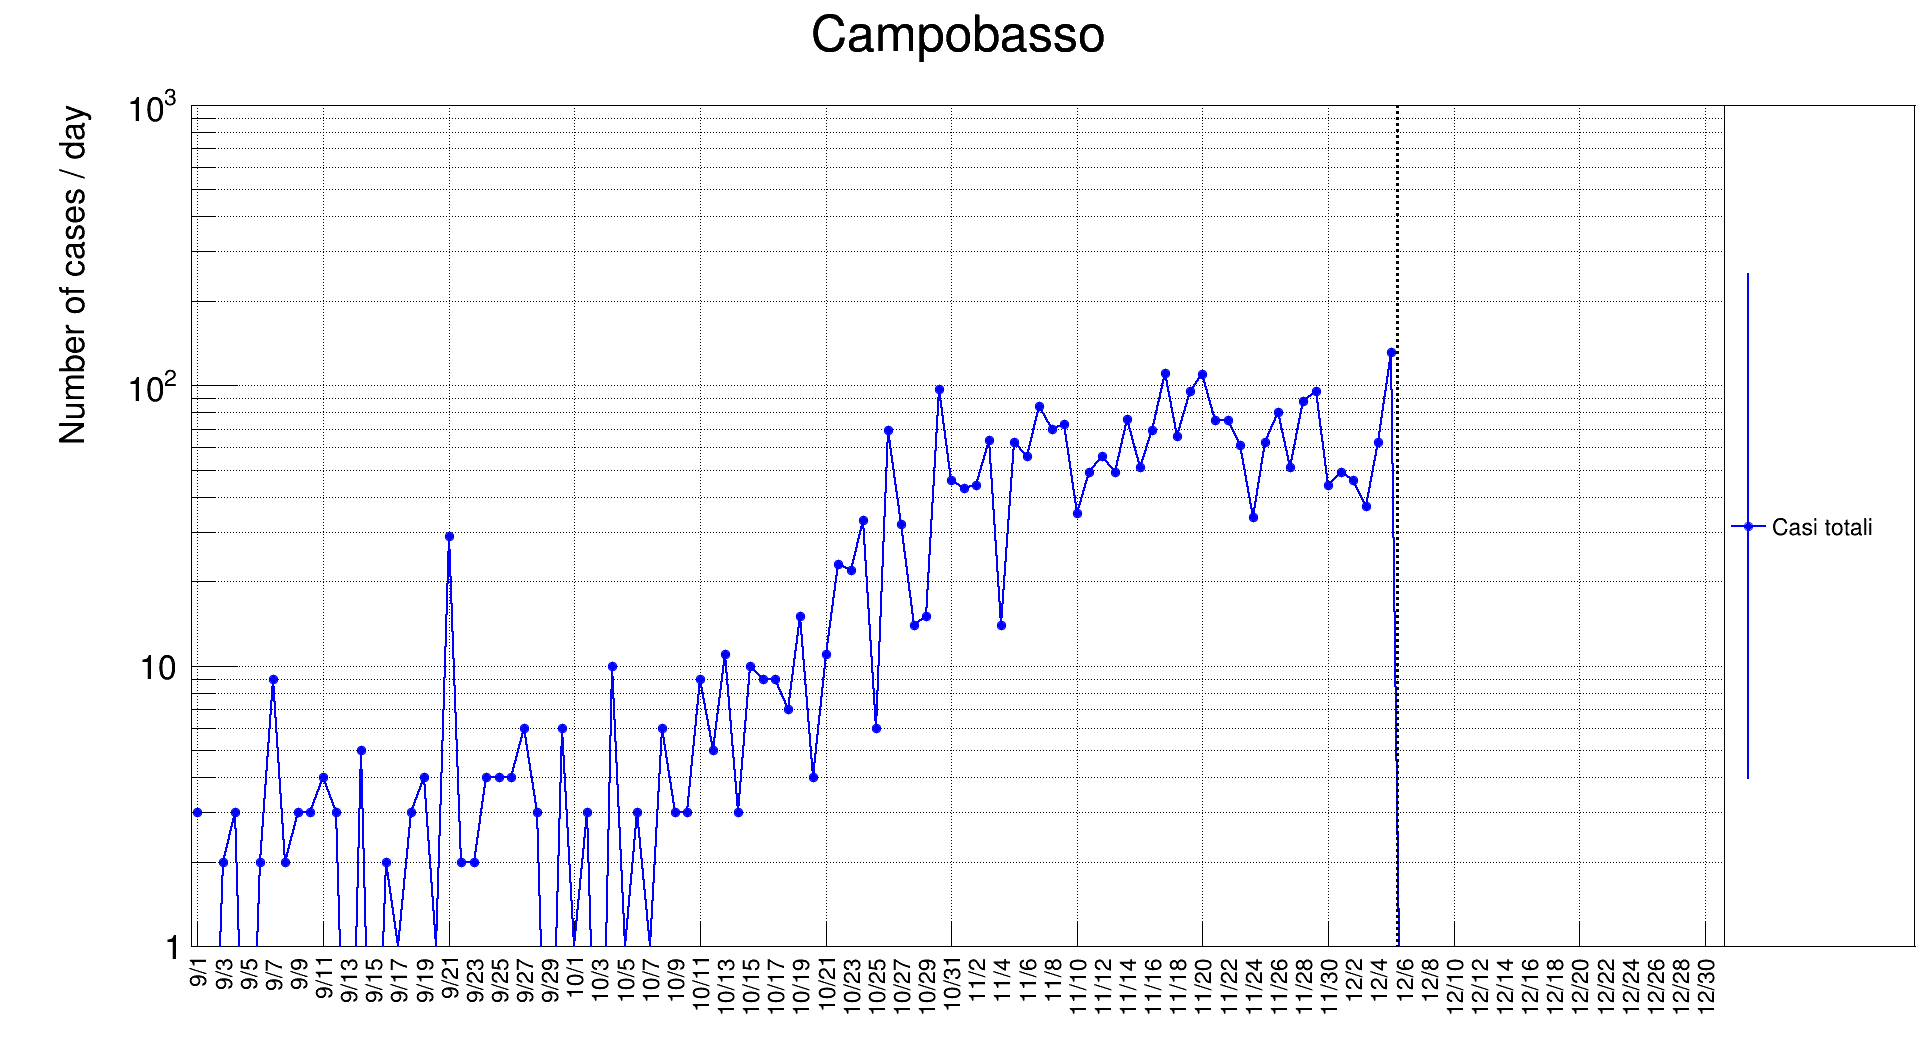 Campobasso
Number of cases / day
10³
10²
10
1
9/1 9/3 9/5 9/7 9/9 9/11 9/13 9/15 9/17 9/19 9/21 9/23 9/25 9/27 9/29 10/1 10/3 10/5 10/7 10/9 10/11 10/13 10/15 10/17 10/19 10/21 10/23 10/25 10/27 10/29 10/31 11/2 11/4 11/6 11/8 11/10 11/12 11/14 11/16 11/18 11/20 11/22 11/24 11/26 11/28 11/30 12/2 12/4 12/6 12/8 12/10 12/12 12/14 12/16 12/18 12/20 12/22 12/24 12/26 12/28 12/30
Casi totali